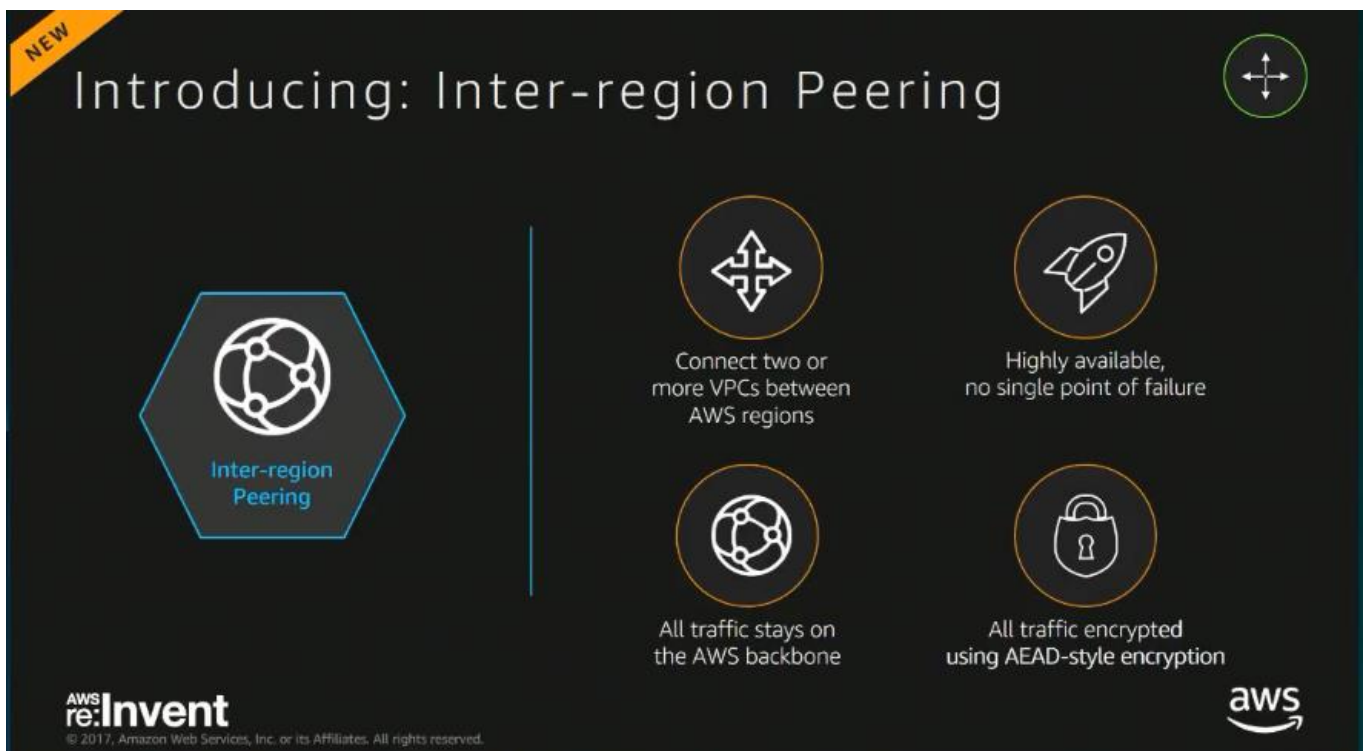 NEW
Introducing: Inter-region Peering
Inter-region
Peering
Connect two or
more VPCs between
AWS regions
Highly available,
no single point of failure
All traffic stays on
the AWS backbone
All traffic encrypted
using AEAD-style encryption
AWS
re:Invent
© 2017, Amazon Web Services, Inc. or its Affiliates. All rights reserved.
aws